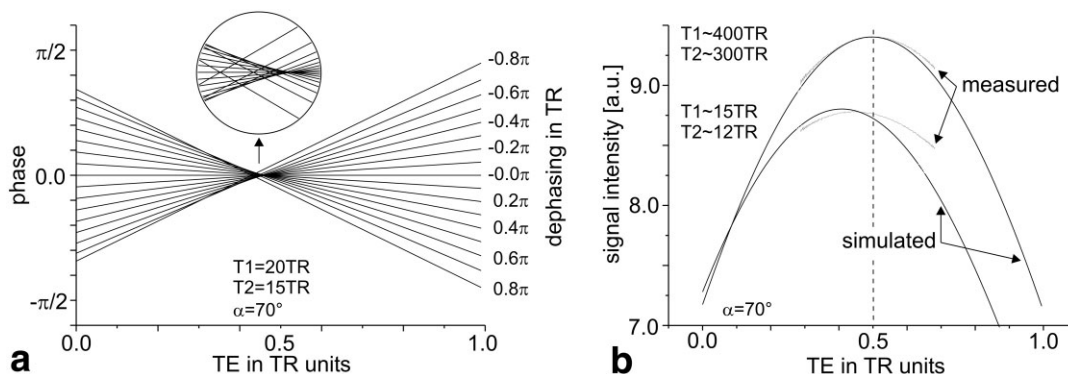 π/2
0.0
-π/2
phase
-0.8π
-0.6π
-0.4π
-0.2π
-0.0π
0.2π
0.4π
0.6π
0.8π
dephasing in TR
T1=20TR
T2=15TR
α=70°
0.0
0.5
1.0
TE in TR units
a
T1~400TR
T2~300TR
measured
T1~15TR
T2~12TR
simulated
α=70°
9.0
8.0
7.0
signal intensity [a.u.]
0.0
0.5
1.0
TE in TR units
b